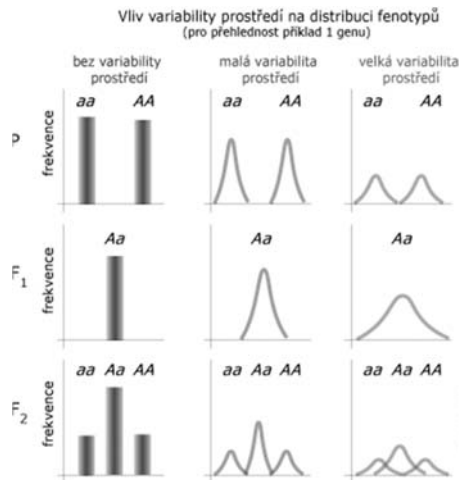 Vliv variability prostředí na distribuci fenotypů
(pro přehlednost příklad 1 genu)
bez variability malá variabilita velká variabilita
prostředí prostředí prostředí
aa AA aa AA aa AA
P
frekvence
Aa Aa Aa
F1
frekvence
aa Aa AA aa Aa AA aa Aa AA
F2
frekvence